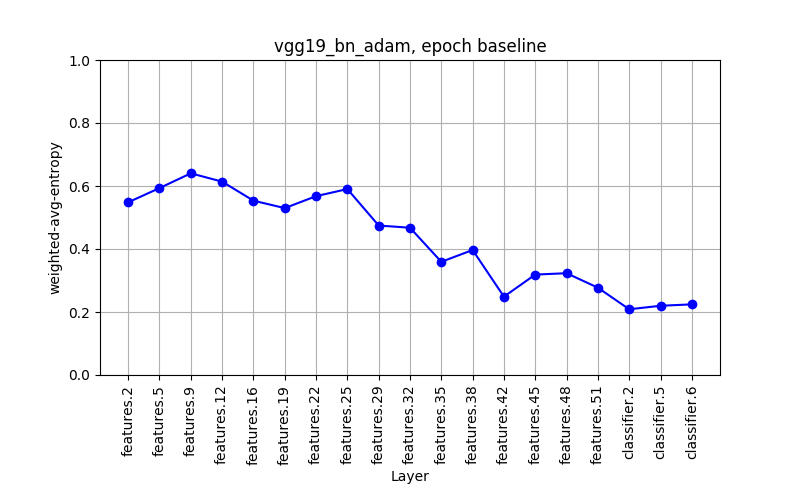 vgg19_bn_adam, epoch baseline
1.0
0.8
0.6
0.4
0.2
0.0
weighted-avg-entropy
features.2
features.5
features.9
features.12
features.16
features.19
features.22
features.25
features.29
features.32
features.35
features.38
features.42
features.45
features.48
features.51
classifier.2
classifier.5
classifier.6
Layer